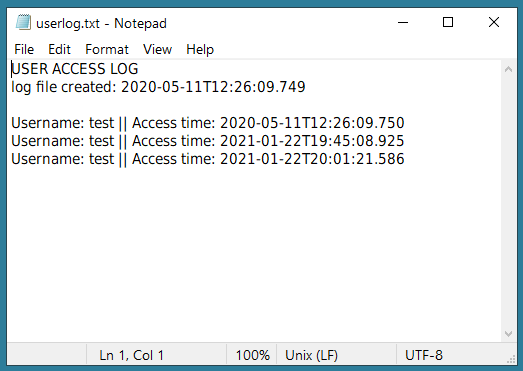 userlog.txt - Notepad
File Edit Format View Help
USER ACCESS LOG
log file created: 2020-05-11T12:26:09.749
Username: test || Access time: 2020-05-11T12:26:09.750
Username: test || Access time: 2021-01-22T19:45:08.925
Username: test || Access time: 2021-01-22T20:01:21.586
Ln 1, Col 1 100% Unix (LF) UTF-8